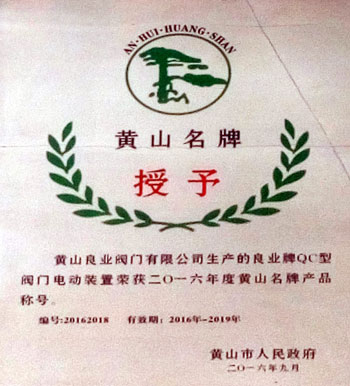 AN·HUI·HUANG·SHAN
黄山名牌
授予
黄山良业阀门有限公司生产的良业牌QC型
阀门电动装置荣获二〇一六年度黄山名牌产品
称号。
编号:20162018 有效期：2016年-2019年
黄山市人民政府
二〇一六年九月